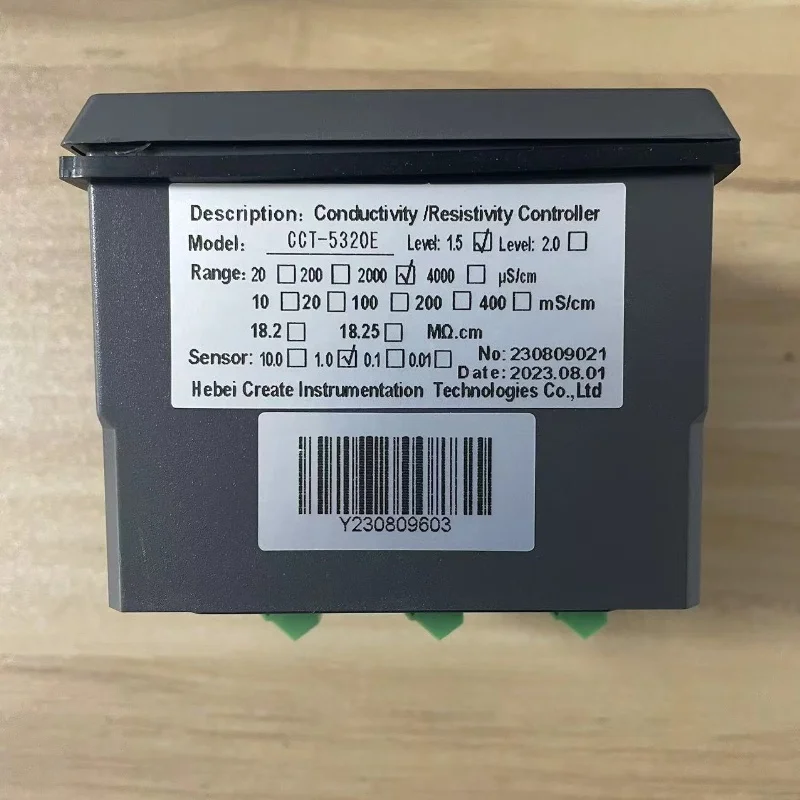 Description: Conductivity /Resistivity Controller
Model: CCT-5320E Level: 1.5 ☑ Level: 2.0 ☐
Range: 20 ☐ 200 ☐ 2000 ☑ 4000 ☐ μS/cm
10 ☐ 20 ☐ 100 ☐ 200 ☐ 400 ☐ mS/cm
18.2 ☐ 18.25 ☐ MΩ.cm
Sensor: 10.0 ☐ 1.0 ☑ 0.1 ☐ 0.01 ☐ No: 230809021
Date: 2023.08.01
Hebei Create Instrumentation Technologies Co.,Ltd
Y230809603